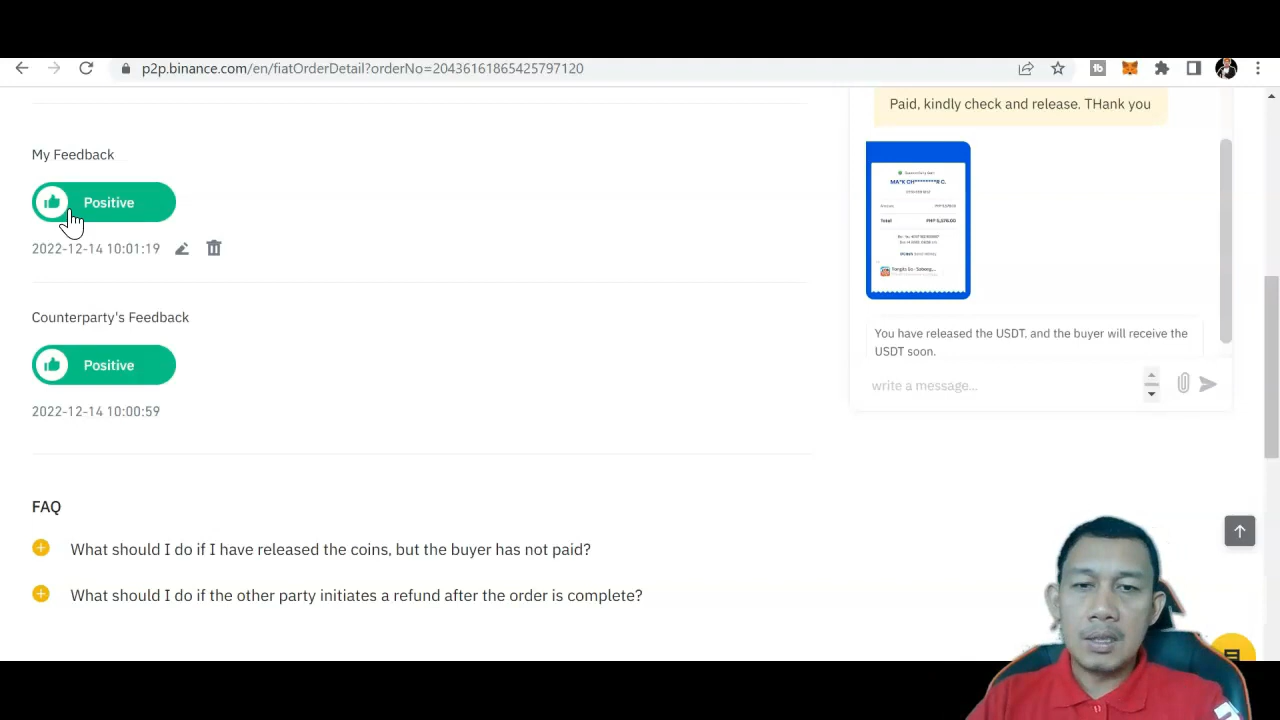 p2p.binance.com/en/fiatOrderDetail?orderNo=20436161865425797120
Paid, kindly check and release. THank you
My Feedback
Positive
2022-12-14 10:01:19
Counterparty's Feedback
Positive
2022-12-14 10:00:59
Total
You have released the USDT. and the buyer will receive the
USDT soon.
write a message...
FAQ
What should I do if I have released the coins, but the buyer has not paid?
What should I do if the other party initiates a refund after the order is complete?